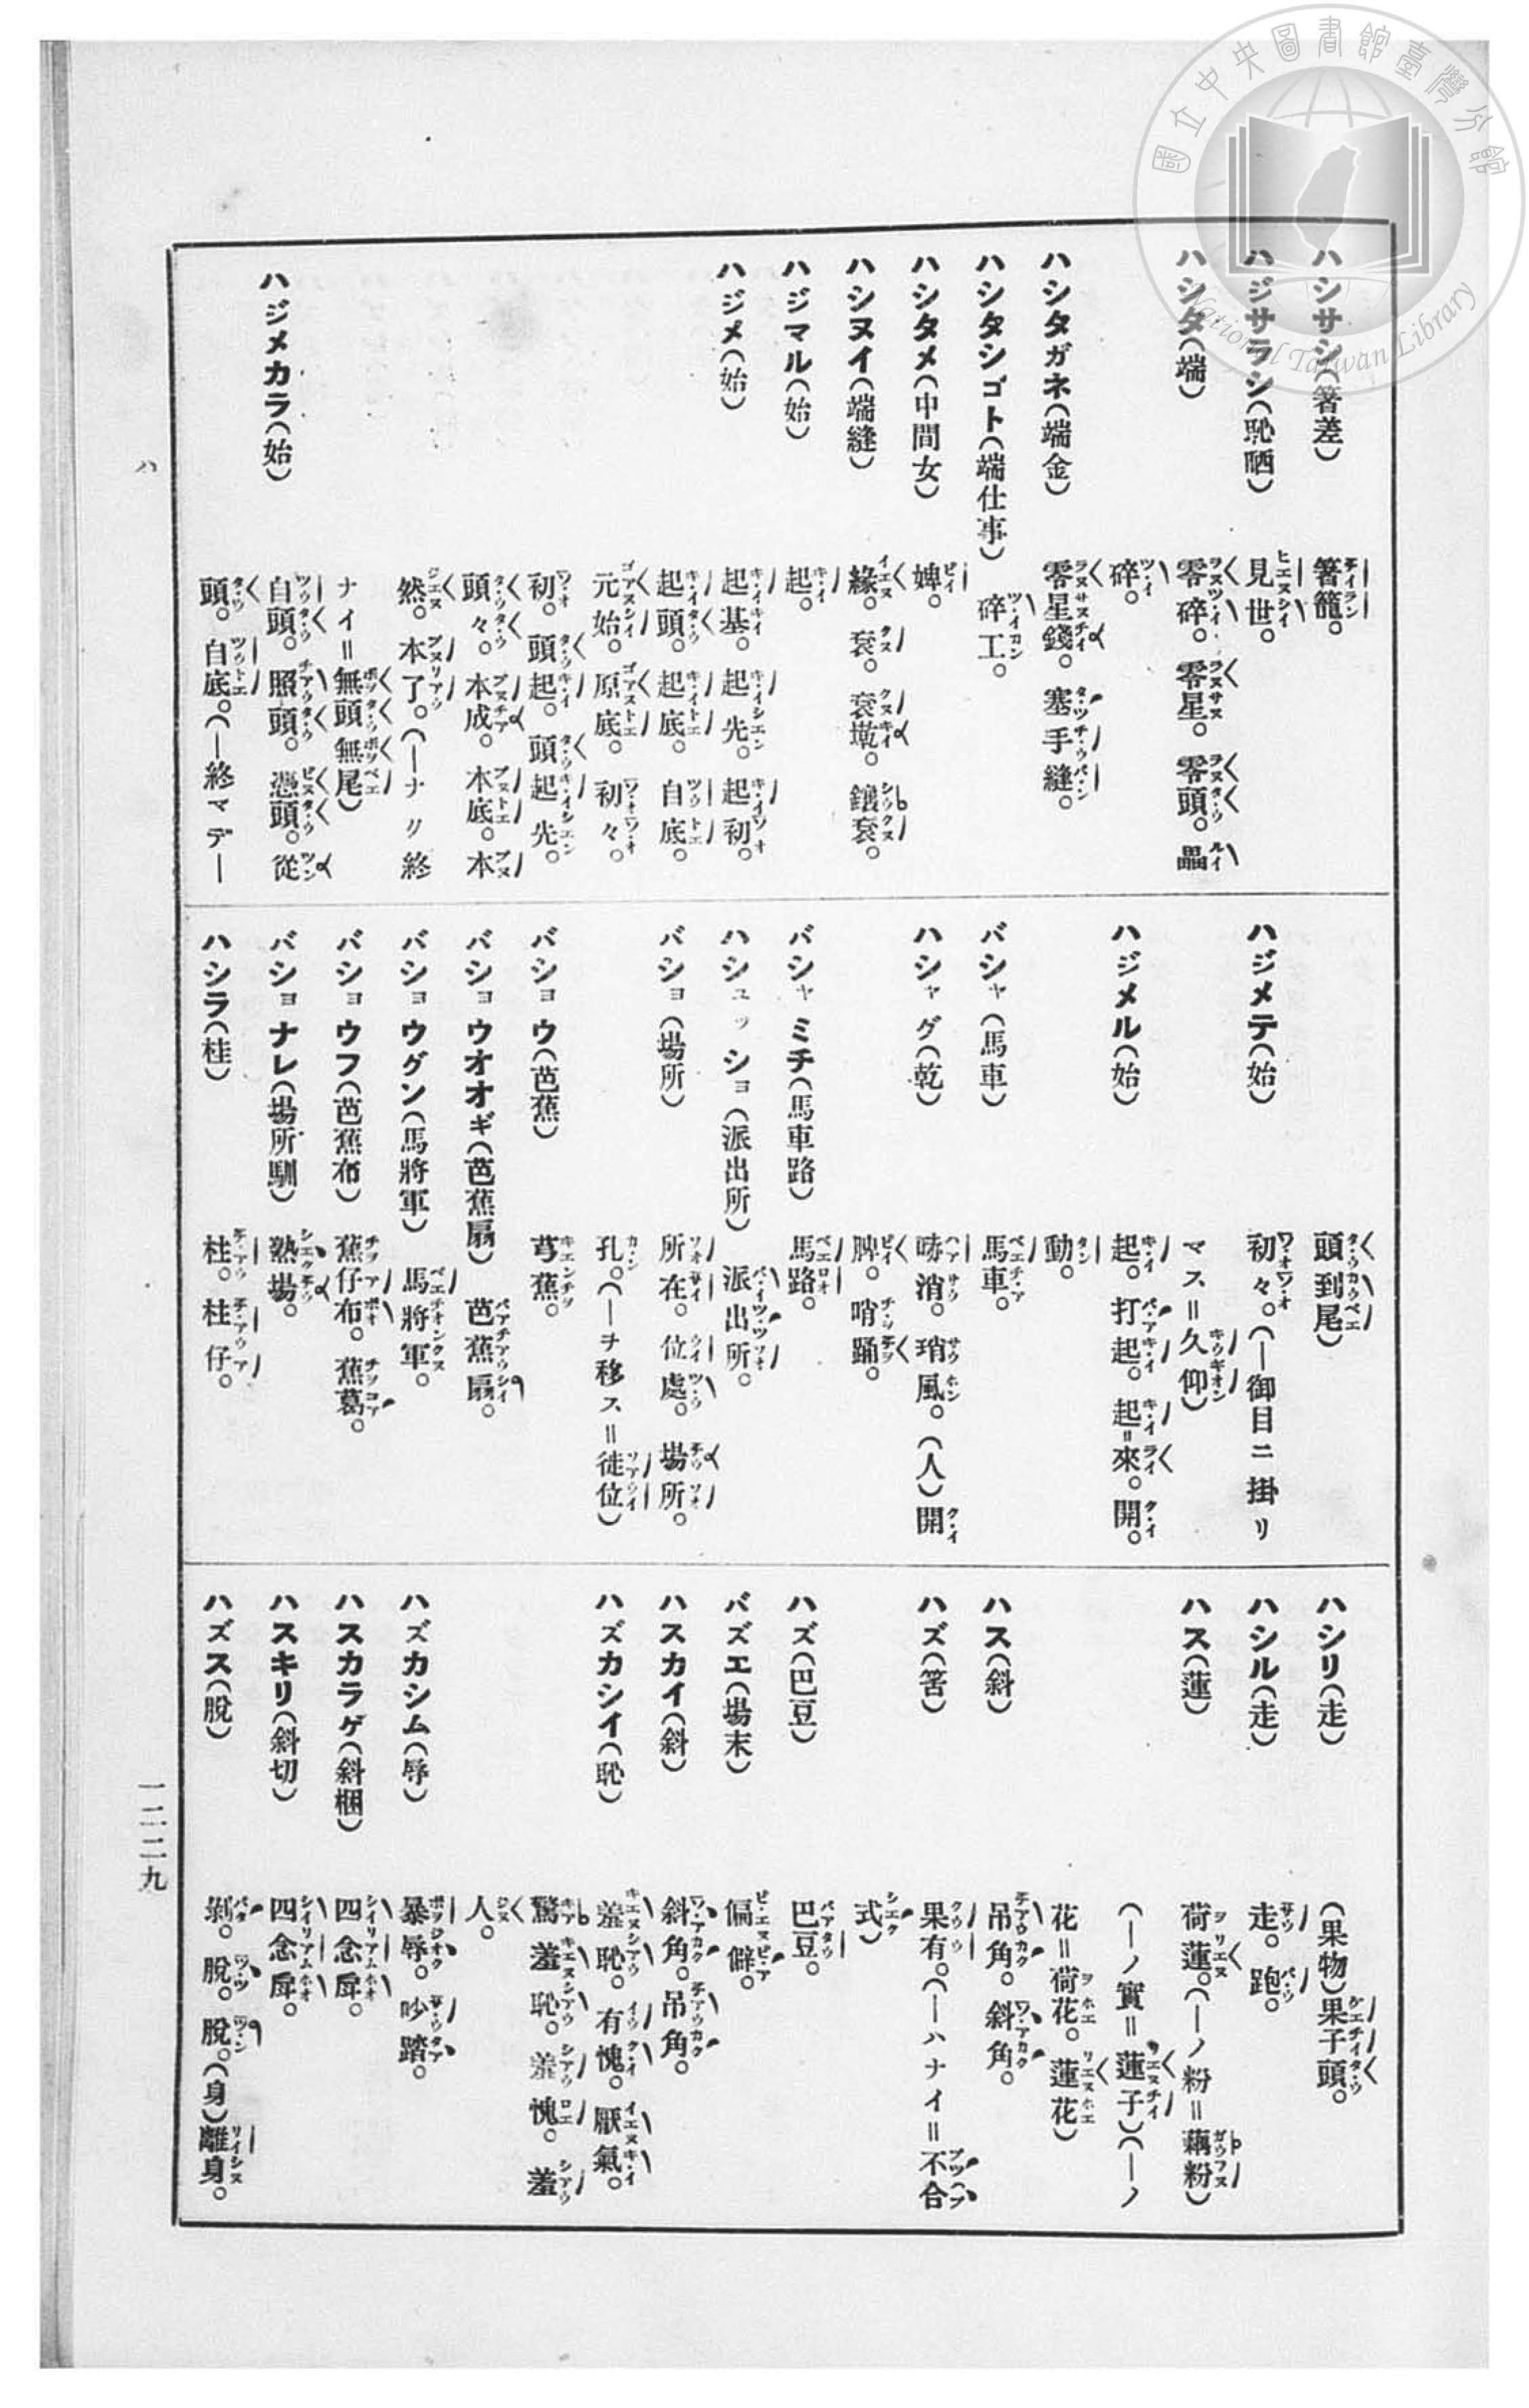 國立中央圖書館臺灣分館
National Taiwan Library
ハシサシ(箸差) 箸籠。
ハジサラシ(恥晒) 見世。
ハシタ(端) 零碎。零星。零頭。畾
碎。
ハシタガネ(端金) 零星錢。塞手縫。
ハシタシゴト(端仕事) 碎工。
ハシタメ(中間女) 婢。
ハシヌイ(端縫) 緣。袞。袞墘。鑲袞。
ハジマル(始) 起。
ハジメ(始) 起基。起先。起初。
起頭。起底。自底。
元始。原底。初々。
初。頭起。頭起先。
頭々。本成。本底。本
然。本了。(―ナク終
ナイ=無頭無尾)
ハジメカラ(始) 自頭。照頭。憑頭。從
頭。自底。(―終マデ―
頭到尾)
ハジメテ(始) 初々。(―御目ニ掛リ
マス=久仰)
ハジメル(始) 起。打起。起=來。開。
動。
バシャ(馬車) 馬車。
ハシャグ(乾) 哮消。哨風。(人)開
脾。哨踊。
バシャミチ(馬車路) 馬路。
ハシュッショ(派出所) 派出所。
バショ(場所) 所在。位處。場所。
孔。(―ヲ移ス=徙位)
バショウ(芭蕉) 芎蕉。
バショウオオギ(芭蕉扇) 芭蕉扇。
バショウグン(馬將軍) 馬將軍。
バショウフ(芭蕉布) 蕉仔布。蕉葛。
バショナレ(場所馴) 熟場。
ハシラ(柱) 柱。柱仔。
ハシリ(走) (果物)果子頭。
ハシル(走) 走。跑。
ハス(蓮) 荷蓮。(―ノ粉=藕粉)
(―ノ實=蓮子)(―ノ
花=荷花。蓮花)
ハス(斜) 吊角。斜角。
ハズ(筈) 果有。(―ハナイ=不合
式)
ハズ(巴豆) 巴豆。
バズエ(場末) 偏僻。
ハスカイ(斜) 斜角。吊角。
ハズカシイ(恥) 羞恥。有愧。厭氣。
驚羞恥。羞愧。羞
人。
ハズカシム(辱) 暴辱。吵踏。
ハスカラゲ(斜梱) 四念戽。
ハスキリ(斜切) 四念戽。
ハズス(脫) 剝。脫。脫。(身)離身。
ハ
一二二九